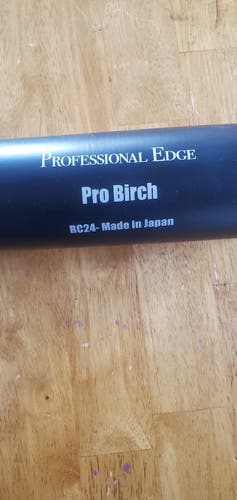 PROFESSIONAL EDGE
Pro Birch
RC24- Made in Japan